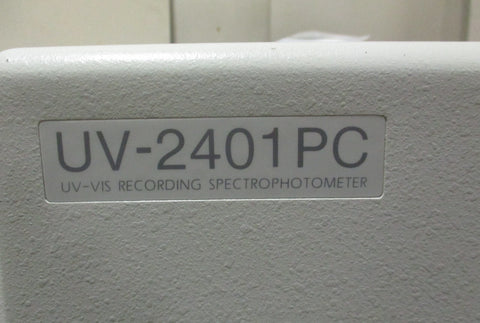 UV-2401PC
UV-VIS RECORDING SPECTROPHOTOMETER